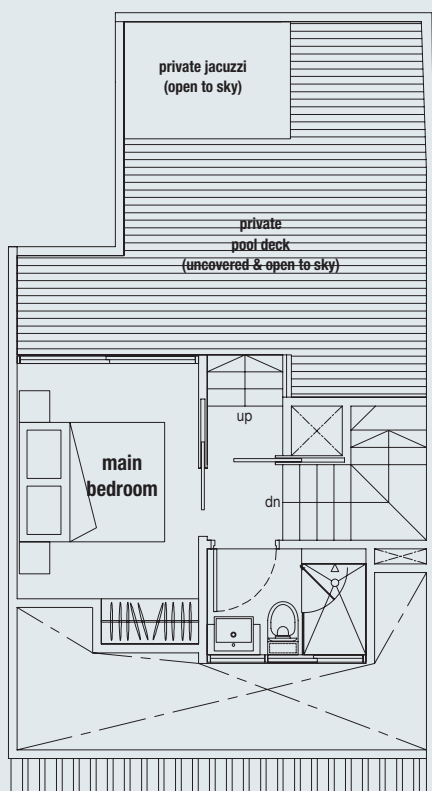 private jacuzzi
(open to sky)
private
pool deck
(uncovered & open to sky)
up
main
bedroom
dn